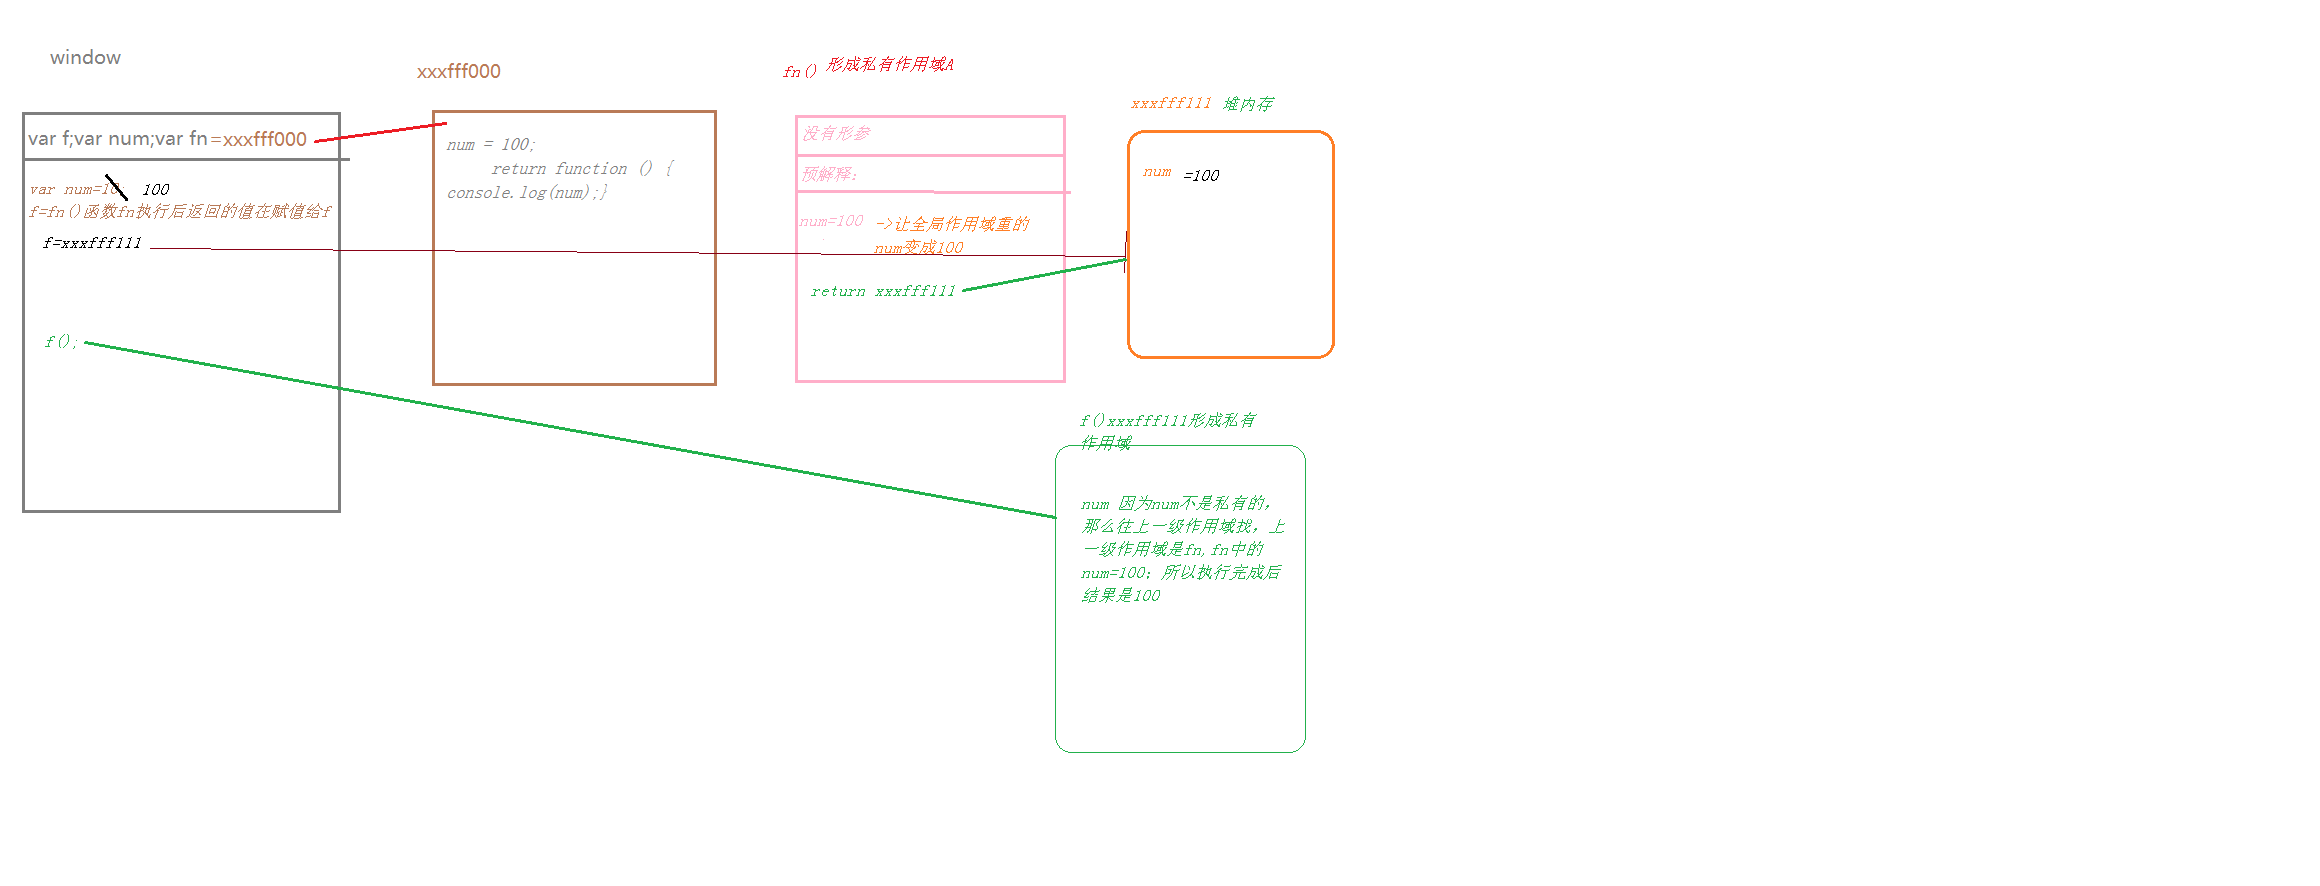 window
var f;var num;var fn=xxxfff000
var num=10; 100
f=fn()函数fn执行后返回的值在赋值给f
f=xxxfff111
f();
xxxfff000
num = 100;
return function () {
console.log(num);}
fn() 形成私有作用域A
没有形参
预解释:
num=100 ->让全局作用域重的
num变成100
return xxxfff111
xxxfff111 堆内存
num =100
f()xxxfff111形成私有
作用域
num 因为num不是私有的,
那么往上一级作用域找, 上
一级作用域是fn,fn中的
num=100; 所以执行完成后
结果是100